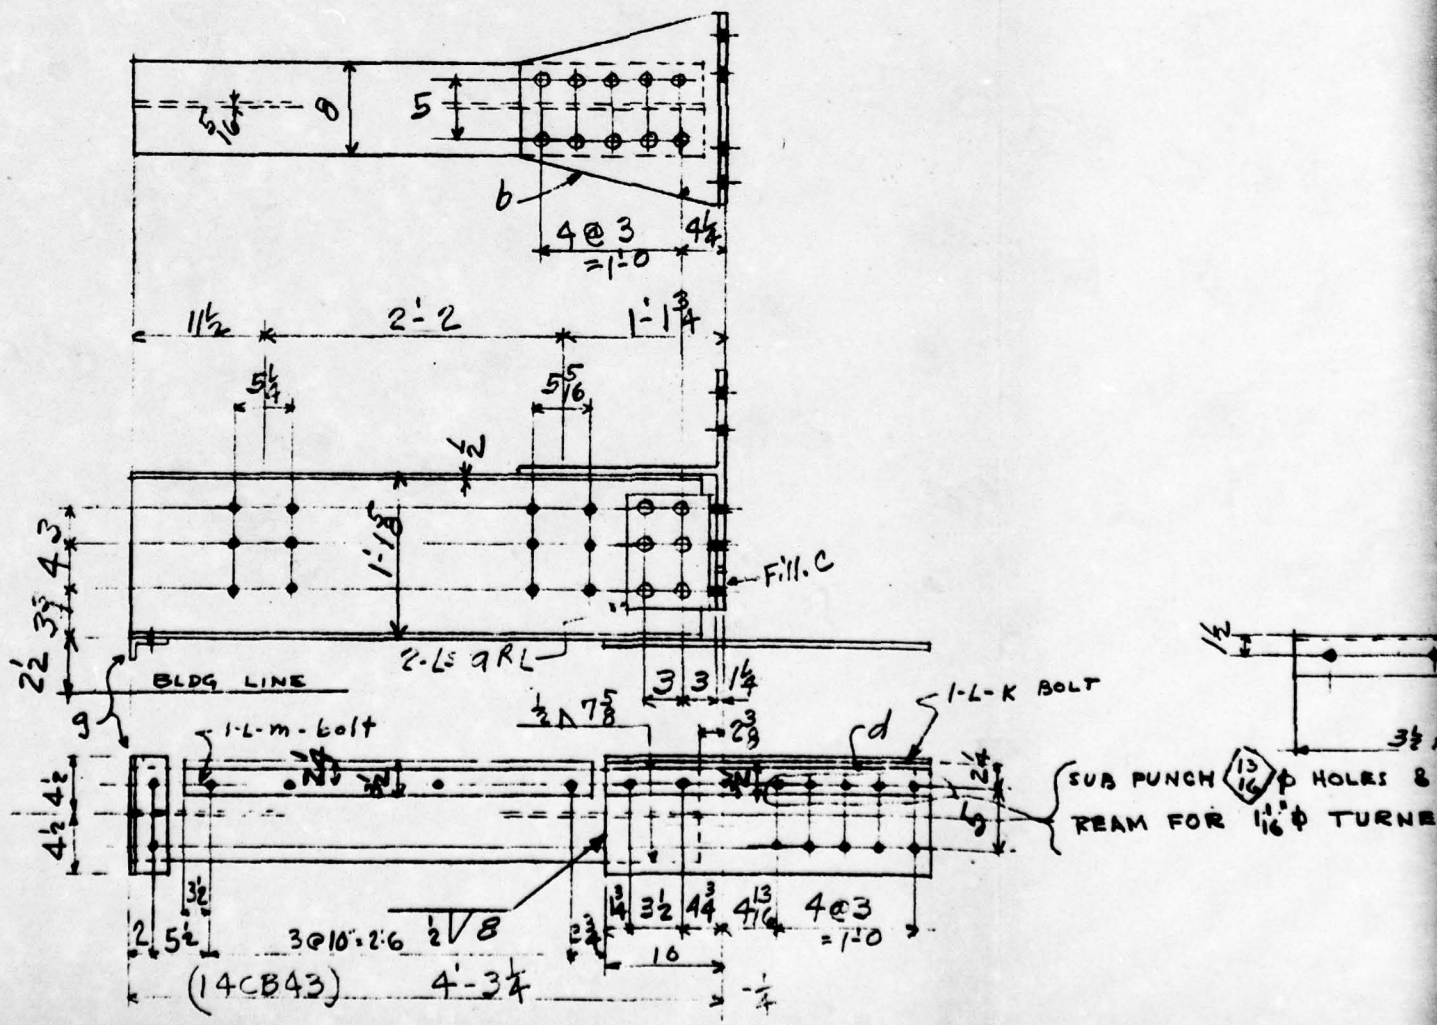 5/16
8
5
b
4 @ 3
=1'-0
4 1/4
11 1/2
2'-2
1'-1 3/4
5 5/16
1/2
3
4
1'-1 5/8
Fill. C
2 1/2
2-Ls aRL
3
3
1 1/4
1 1/2
BLDG LINE
g
1-L-m-bolt
1/2 7 5/8
2 3/8
d
1-L-K BOLT
3 1/2
4 1/2
2 1/4
SUB PUNCH 13/16 φ HOLES &
REAM FOR 1 1/16" φ TURNE
4 1/2
5
3 1/2
1 3/4
3 1/2
4 3/4
4 13/16
4 @ 3
=1'-0
2
5 1/2
3 @ 10"=2'6
1/2 8
2 3/4
10
(14CB43)
4'-3 1/4
-1/4